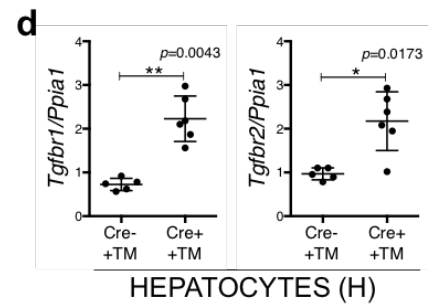 d
Tgfbr1/Ppia1
4
3
2
1
0
p=0.0043
**
Cre-
+TM
Cre+
+TM
Tgfbr2/Ppia1
4
3
2
1
0
p=0.0173
*
Cre-
+TM
Cre+
+TM
HEPATOCYTES (H)